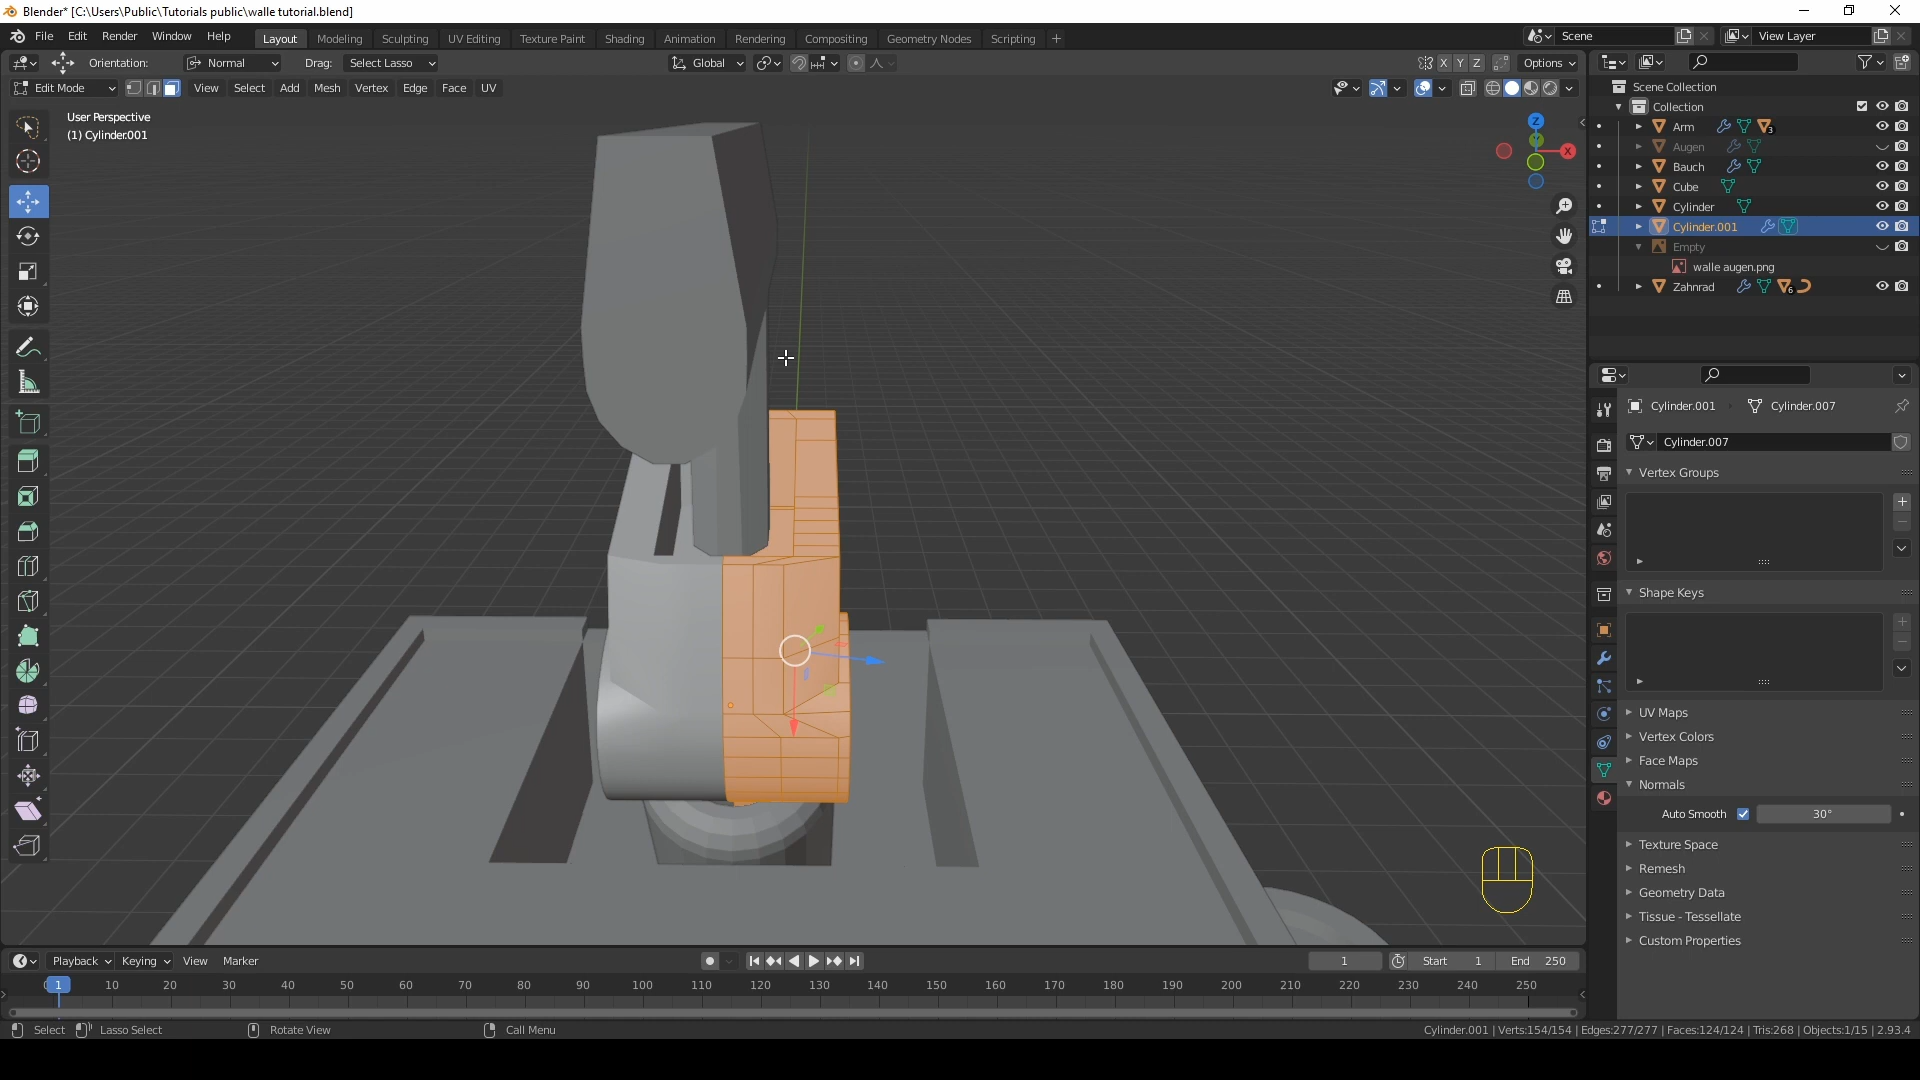 Blender* [C:\Users\Public\Tutorials public\walle tutorial.blend]
File Edit Render Window Help Layout Modeling Sculpting UV Editing Texture Paint Shading Animation Rendering Compositing Geometry Nodes Scripting + Scene View Layer
Orientation: Normal Drag: Select Lasso Global X Y Z Options
Edit Mode View Select Add Mesh Vertex Edge Face UV
User Perspective
(1) Cylinder.001
Z
X
Scene Collection
Collection
Arm 3
Augen
Bauch
Cube
Cylinder
Cylinder.001
Empty
walle augen.png
Zahnrad 6
Cylinder.001 Cylinder.007
Cylinder.007
Vertex Groups
Shape Keys
UV Maps
Vertex Colors
Face Maps
Normals
Auto Smooth 30°
Texture Space
Remesh
Geometry Data
Tissue - Tessellate
Custom Properties
Playback Keying View Marker 1 Start 1 End 250
1 10 20 30 40 50 60 70 80 90 100 110 120 130 140 150 160 170 180 190 200 210 220 230 240 250
Select Lasso Select Rotate View Call Menu Cylinder.001 | Verts:154/154 | Edges:277/277 | Faces:124/124 | Tris:268 | Objects:1/15 | 2.93.4